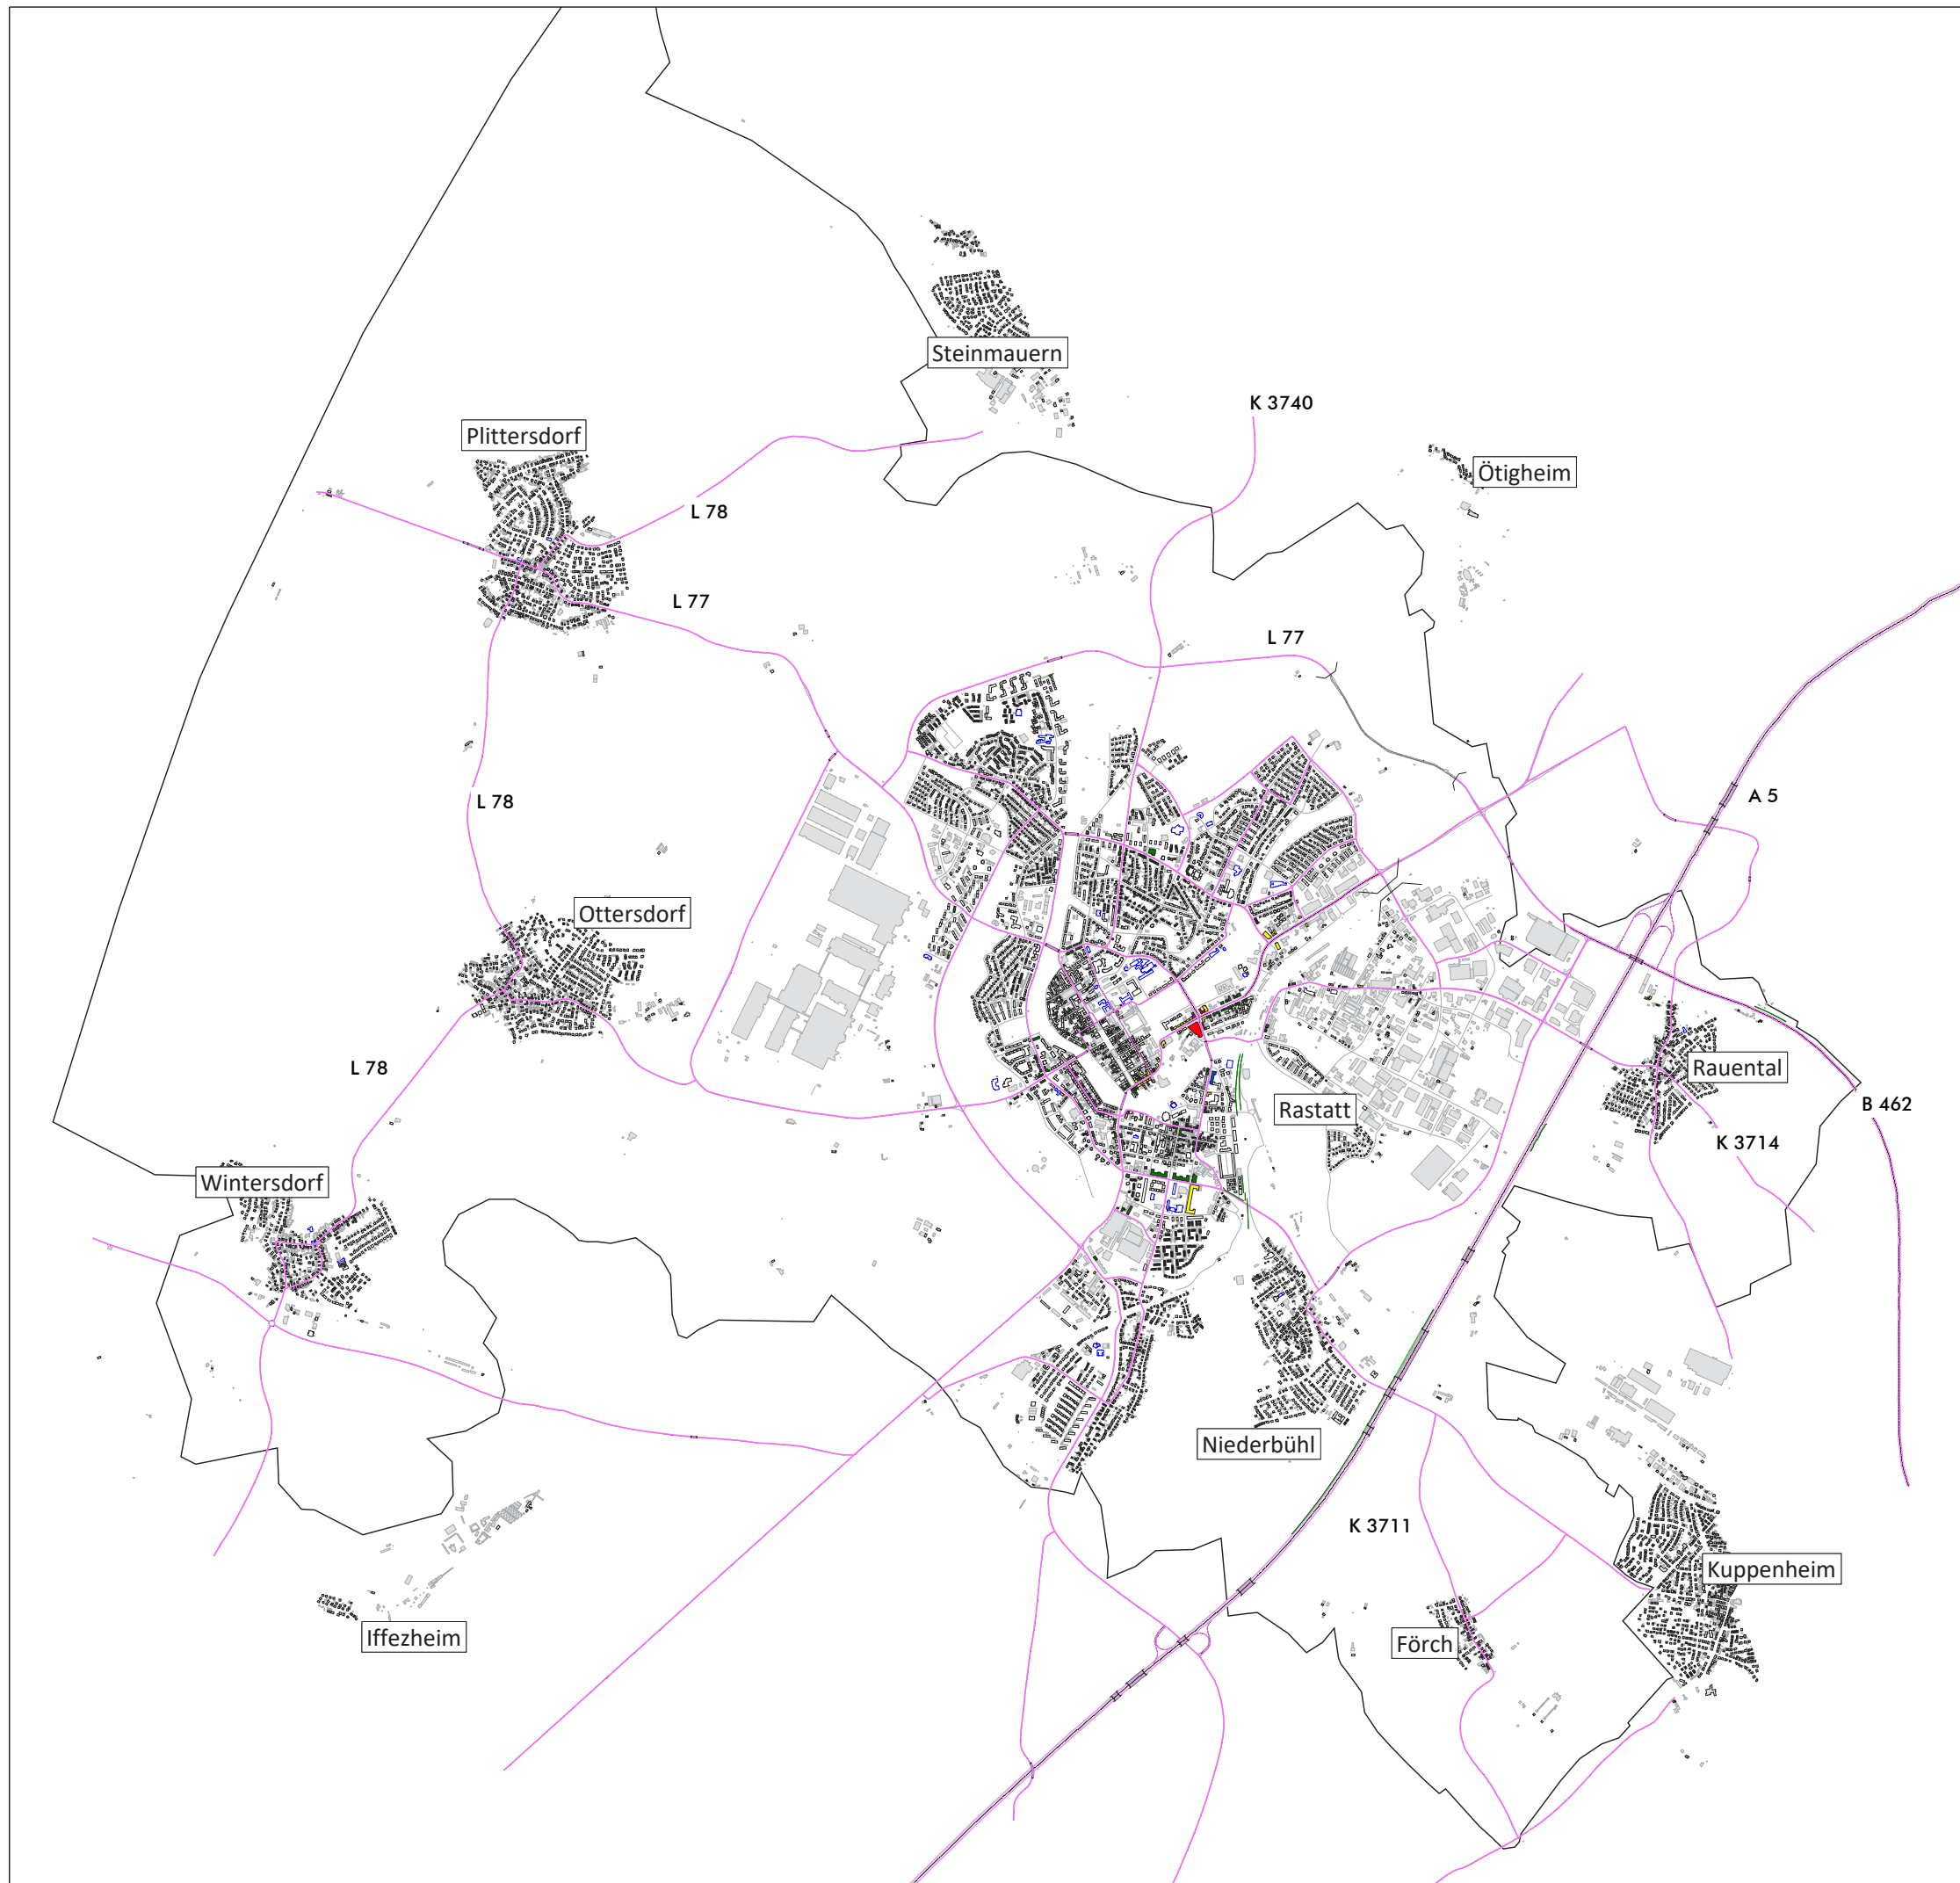 Steinmauern
K 3740
Plittersdorf
Ötigheim
L 78
L 77
L 77
A 5
L 78
Ottersdorf
L 78
Rauental
B 462
Rastatt
K 3714
Wintersdorf
Niederbühl
K 3711
Kuppenheim
Iffezheim
Förch